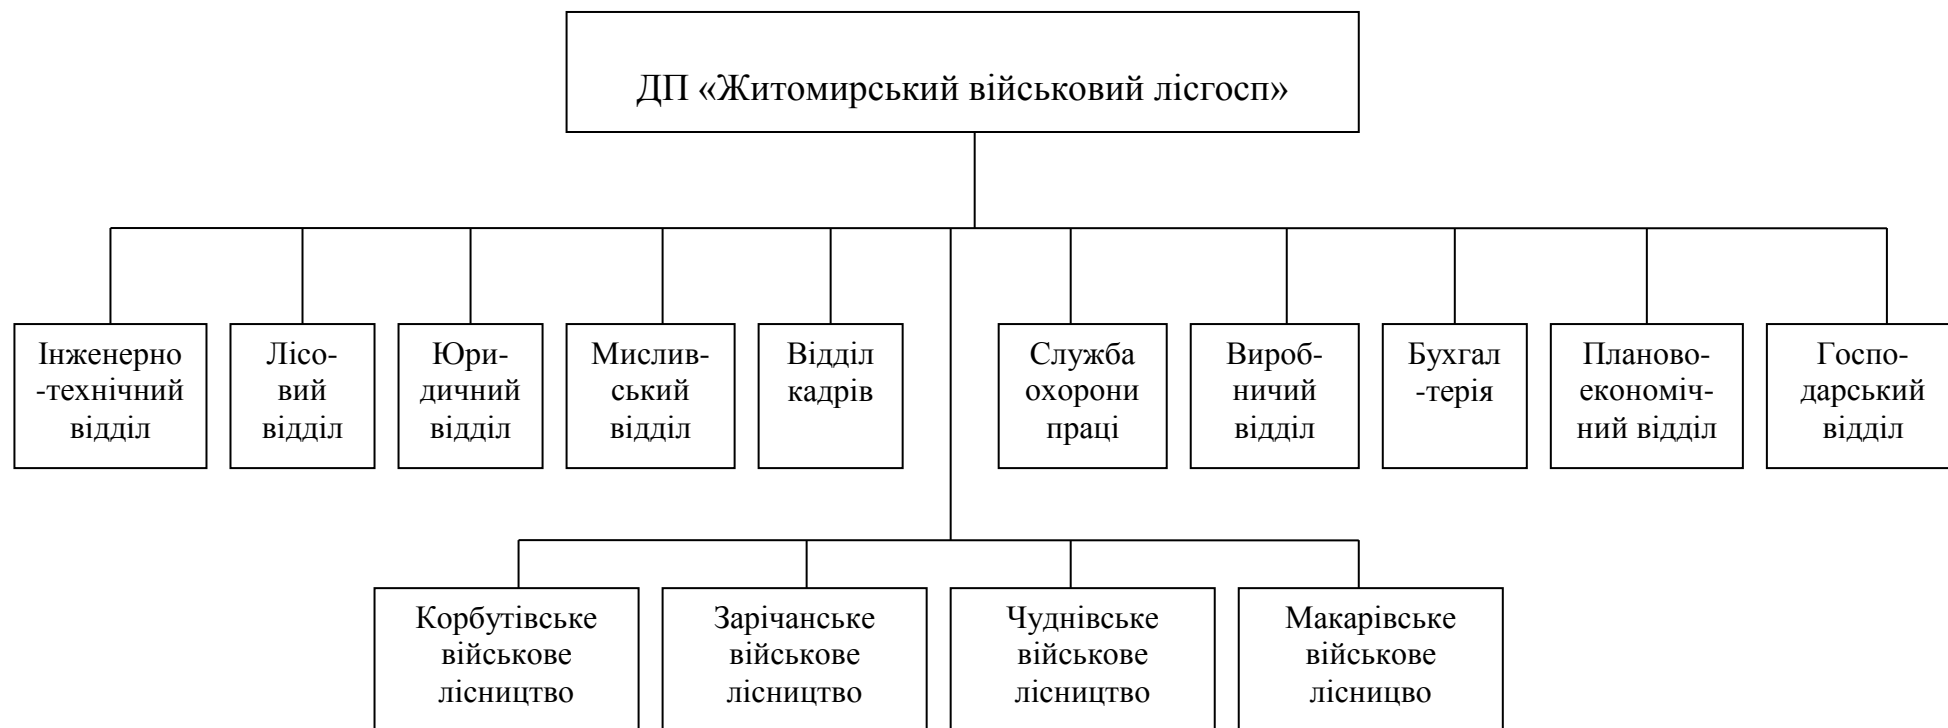 ДП «Житомирський військовий лісгосп»
Інженерно
-технічний
відділ
Лісо-
вий
відділ
Юри-
дичний
відділ
Мислив-
ський
відділ
Відділ
кадрів
Служба
охорони
праці
Вироб-
ничий
відділ
Бухгал
-терія
Планово-
економіч-
ний відділ
Госпо-
дарський
відділ
Корбутівське
військове
лісництво
Зарічанське
військове
лісництво
Чуднівське
військове
лісництво
Макарівське
військове
лісницво